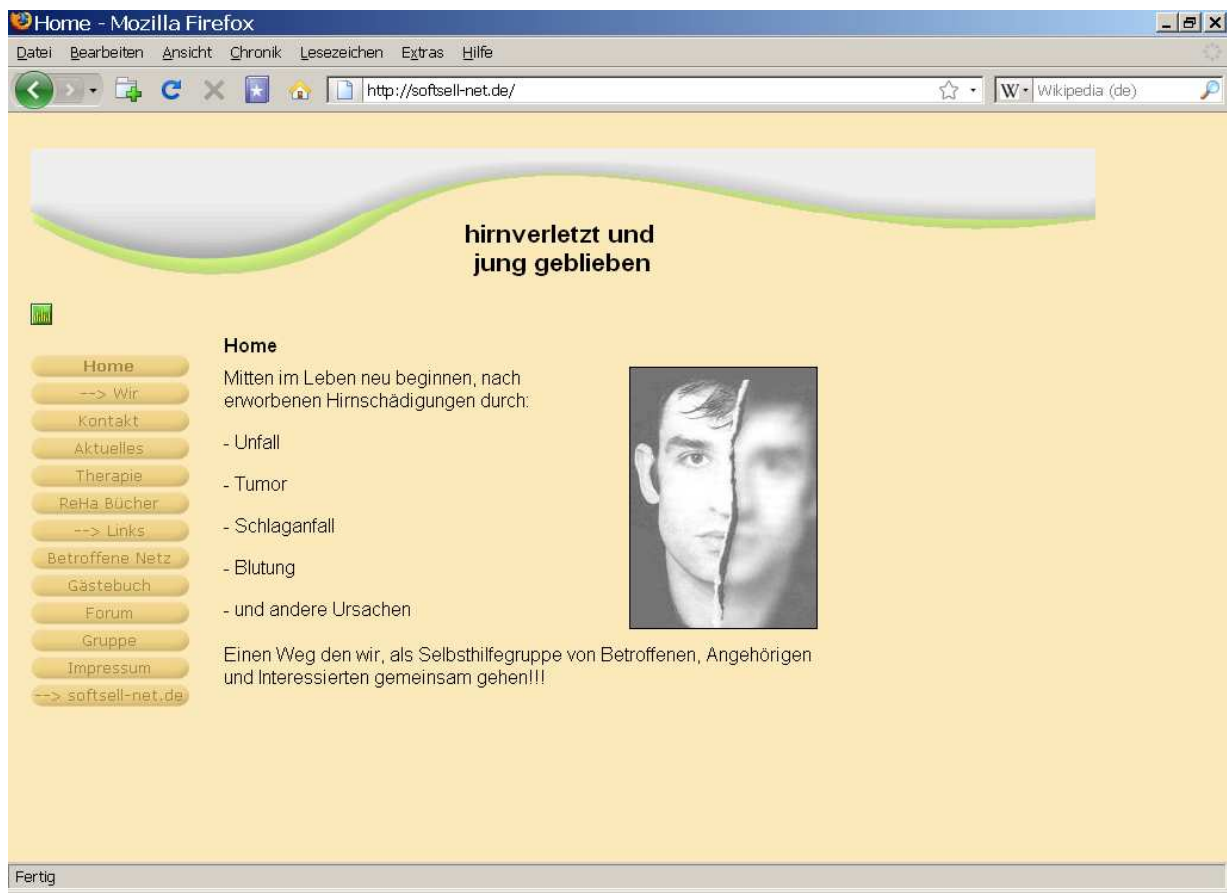 Home - Mozilla Firefox
Datei Bearbeiten Ansicht Chronik Lesezeichen Extras Hilfe
http://softsell-net.de/
W Wikipedia (de)
hirnverletzt und
jung geblieben
Home
--> Wir
Kontakt
Aktuelles
Therapie
ReHa Bücher
--> Links
Betroffene Netz
Gästebuch
Forum
Gruppe
Impressum
--> softsell-net.de
Home
Mitten im Leben neu beginnen, nach
erworbenen Hirnschädigungen durch:
- Unfall
- Tumor
- Schlaganfall
- Blutung
- und andere Ursachen
Einen Weg den wir, als Selbsthilfegruppe von Betroffenen, Angehörigen
und Interessierten gemeinsam gehen!!!
Fertig